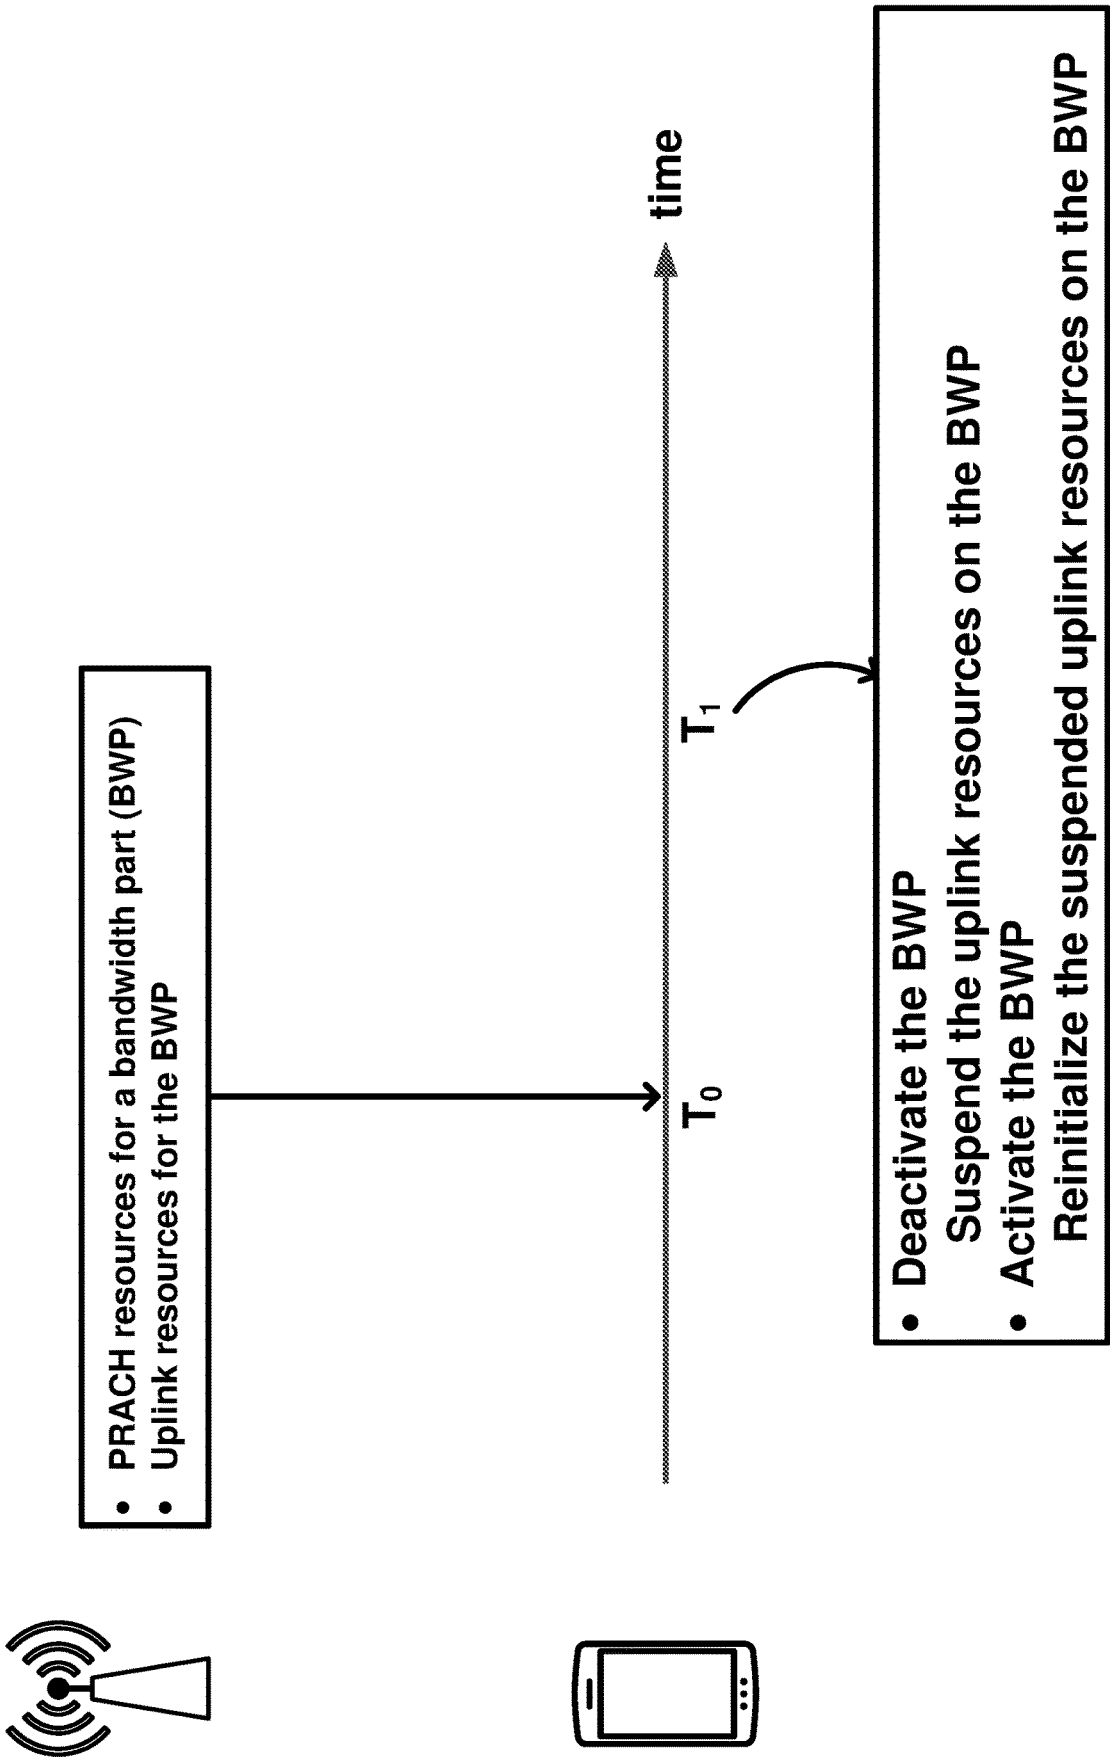 • PRACH resources for a bandwidth part (BWP)
• Uplink resources for the BWP
time
T₀
T₁
• Deactivate the BWP
Suspend the uplink resources on the BWP
• Activate the BWP
Reinitialize the suspended uplink resources on the BWP